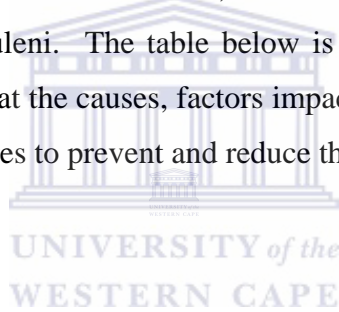 uleni. The table below is
at the causes, factors impac
es to prevent and reduce th
UNIVERSITY of the
WESTERN CAPE